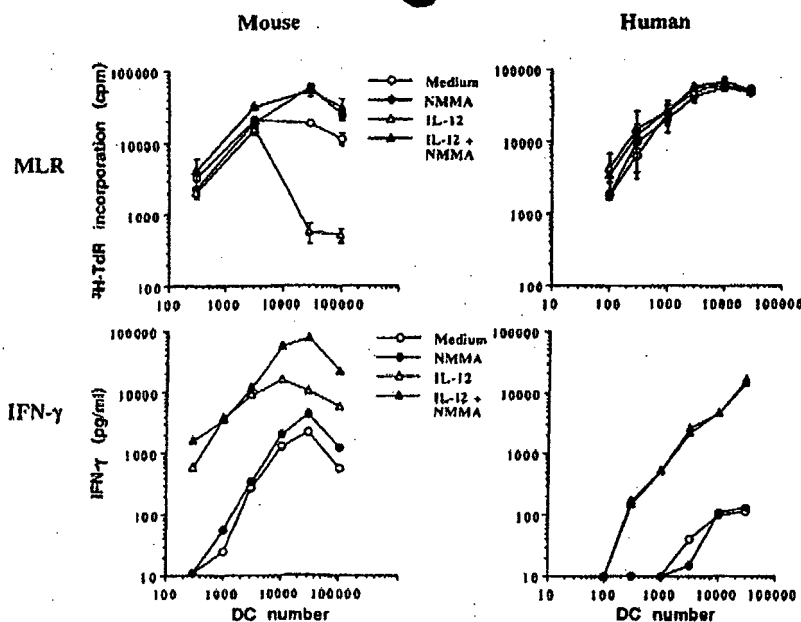 Mouse
Human
MLR
³H-TdR incorporation (cpm)
100000
10000
1000
100
100 1000 10000 100000
Medium
NMMA
IL-12
IL-12 +
NMMA
100000
10000
1000
100
10 100 1000 10000 100000
IFN-γ
IFN-γ (pg/ml)
100000
10000
1000
100
10
100 1000 10000 100000
DC number
Medium
NMMA
IL-12
IL-12 +
NMMA
100000
10000
1000
100
10
10 100 1000 10000 100000
DC number